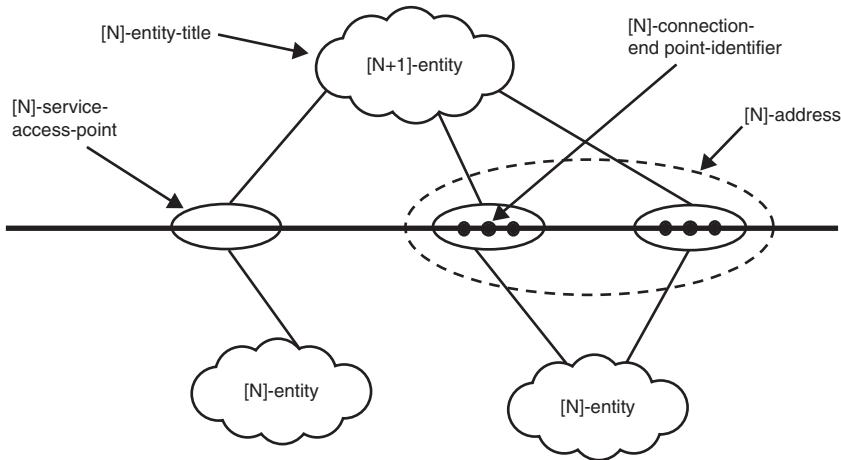 [N]-entity-title
[N+1]-entity
[N]-connection-
end point-identifier
[N]-service-
access-point
[N]-address
[N]-entity
[N]-entity